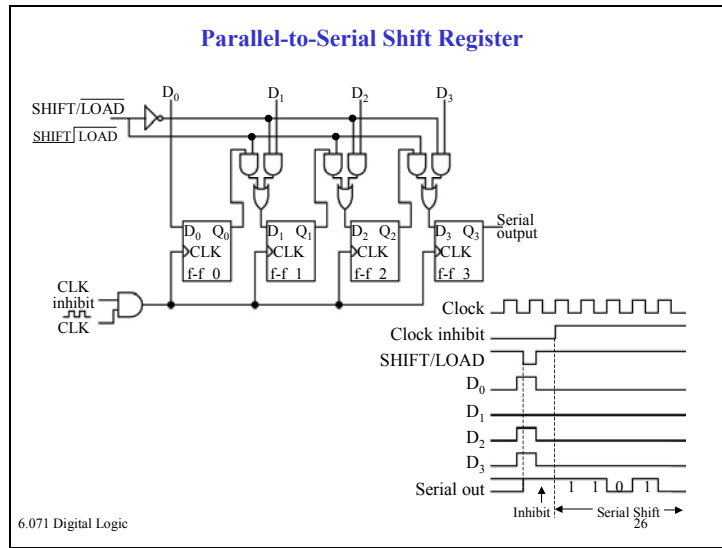 Parallel-to-Serial Shift Register
D0 D1 D2 D3
SHIFT/LOAD
SHIFT LOAD
D0 Q0 D1 Q1 D2 Q2 D3 Q3
Serial
output
CLK CLK CLK CLK
f-f 0 f-f 1 f-f 2 f-f 3
CLK
inhibit
CLK
Clock
Clock inhibit
SHIFT/LOAD
D0
D1
D2
D3
Serial out 1 1 0 1
Inhibit Serial Shift
6.071 Digital Logic 26